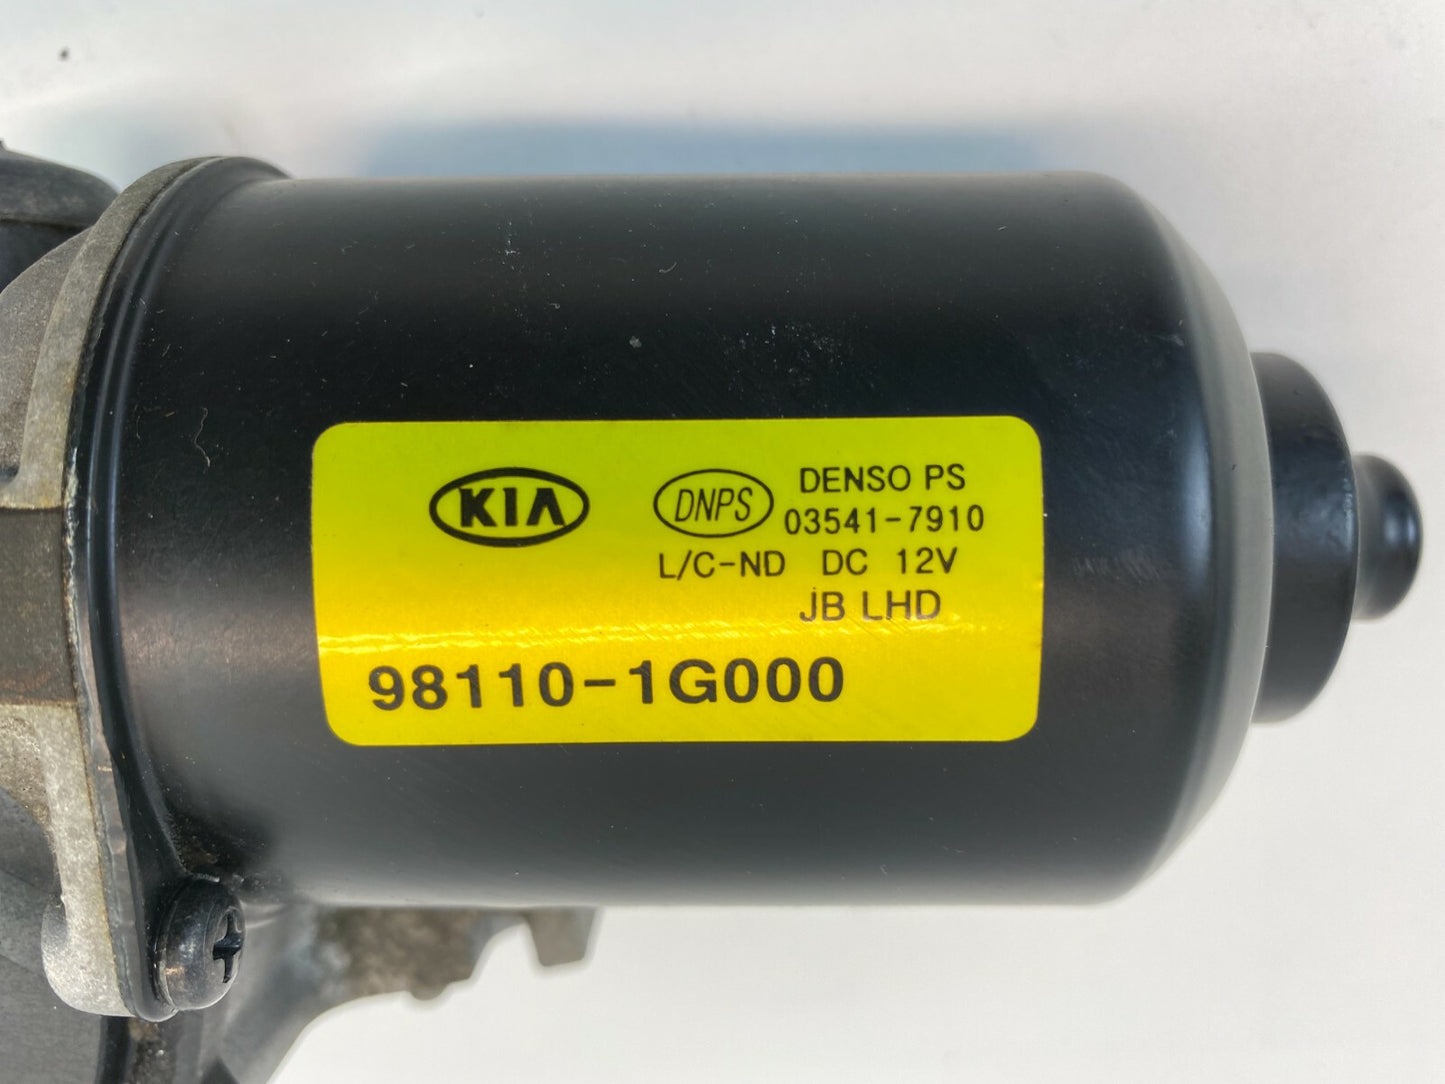 KIA DNPS DENSO PS
03541-7910
L/C-ND DC 12V
JB LHD
98110-1G000